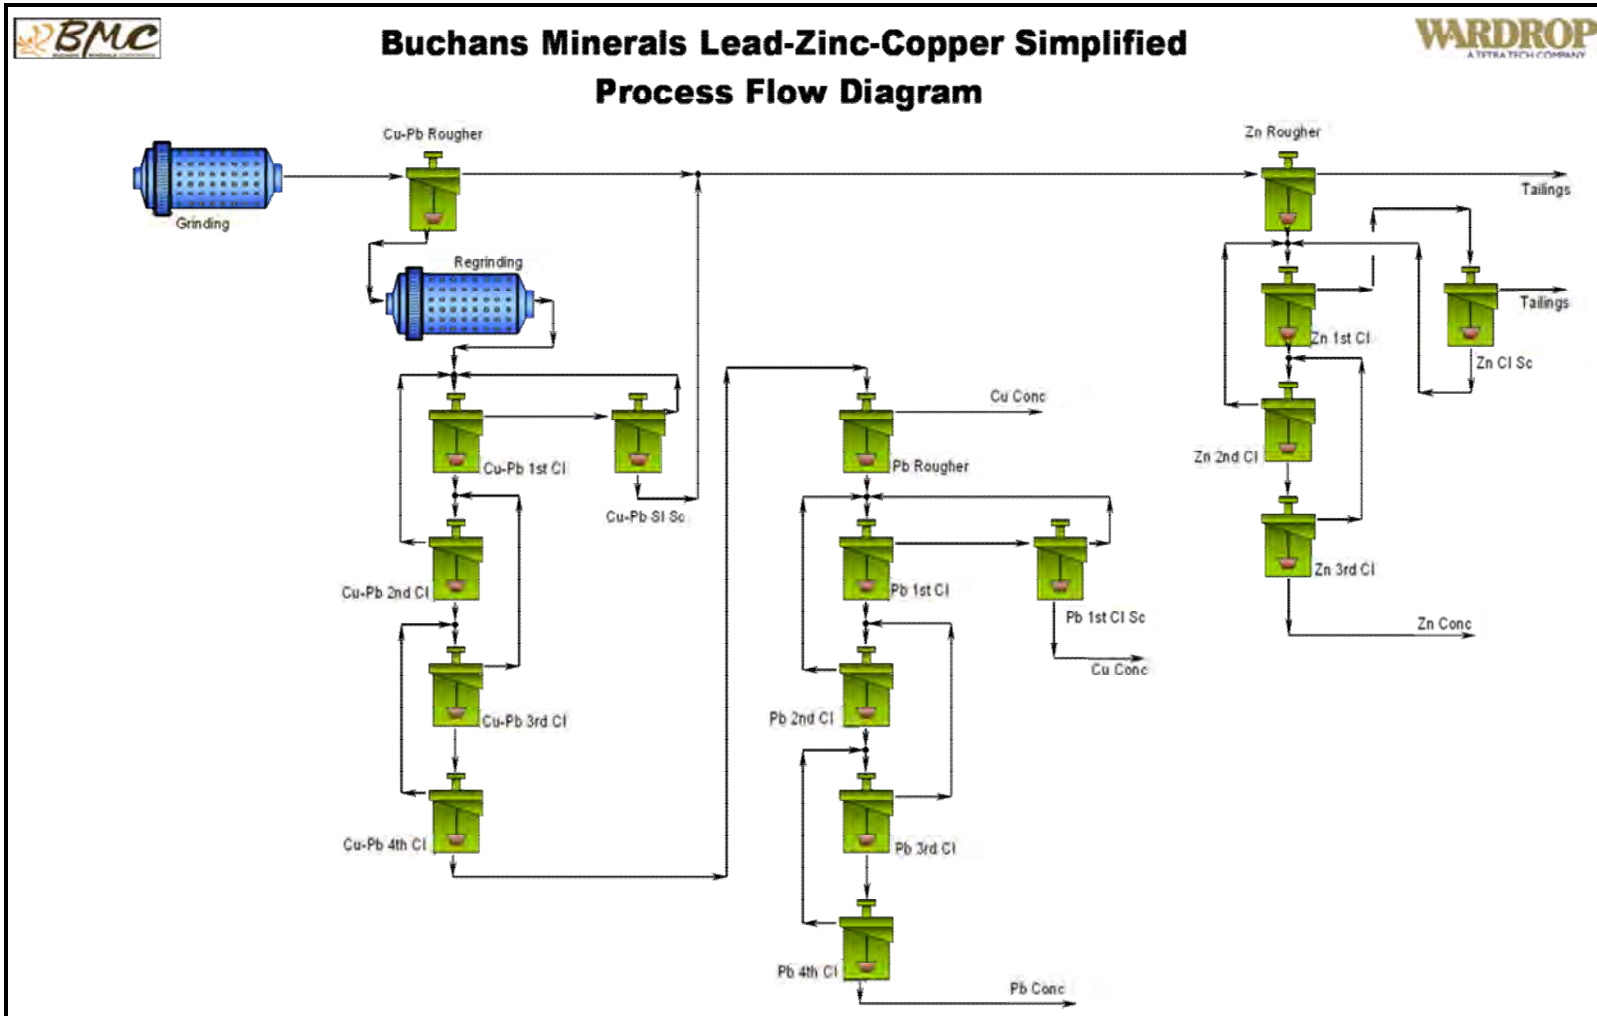 BMC
Buchans Minerals Lead-Zinc-Copper Simplified
Process Flow Diagram
WARDROP
A TETRA TECH COMPANY
Cu-Pb Rougher
Zn Rougher
Tailings
Grinding
Regrinding
Tailings
Zn 1st Cl
Zn Cl Sc
Cu Conc
Zn 2nd Cl
Cu-Pb 1st Cl
Pb Rougher
Cu-Pb Sl Sc
Zn 3rd Cl
Cu-Pb 2nd Cl
Pb 1st Cl
Pb 1st Cl Sc
Zn Conc
Cu Conc
Cu-Pb 3rd Cl
Pb 2nd Cl
Cu-Pb 4th Cl
Pb 3rd Cl
Pb 4th Cl
Pb Conc